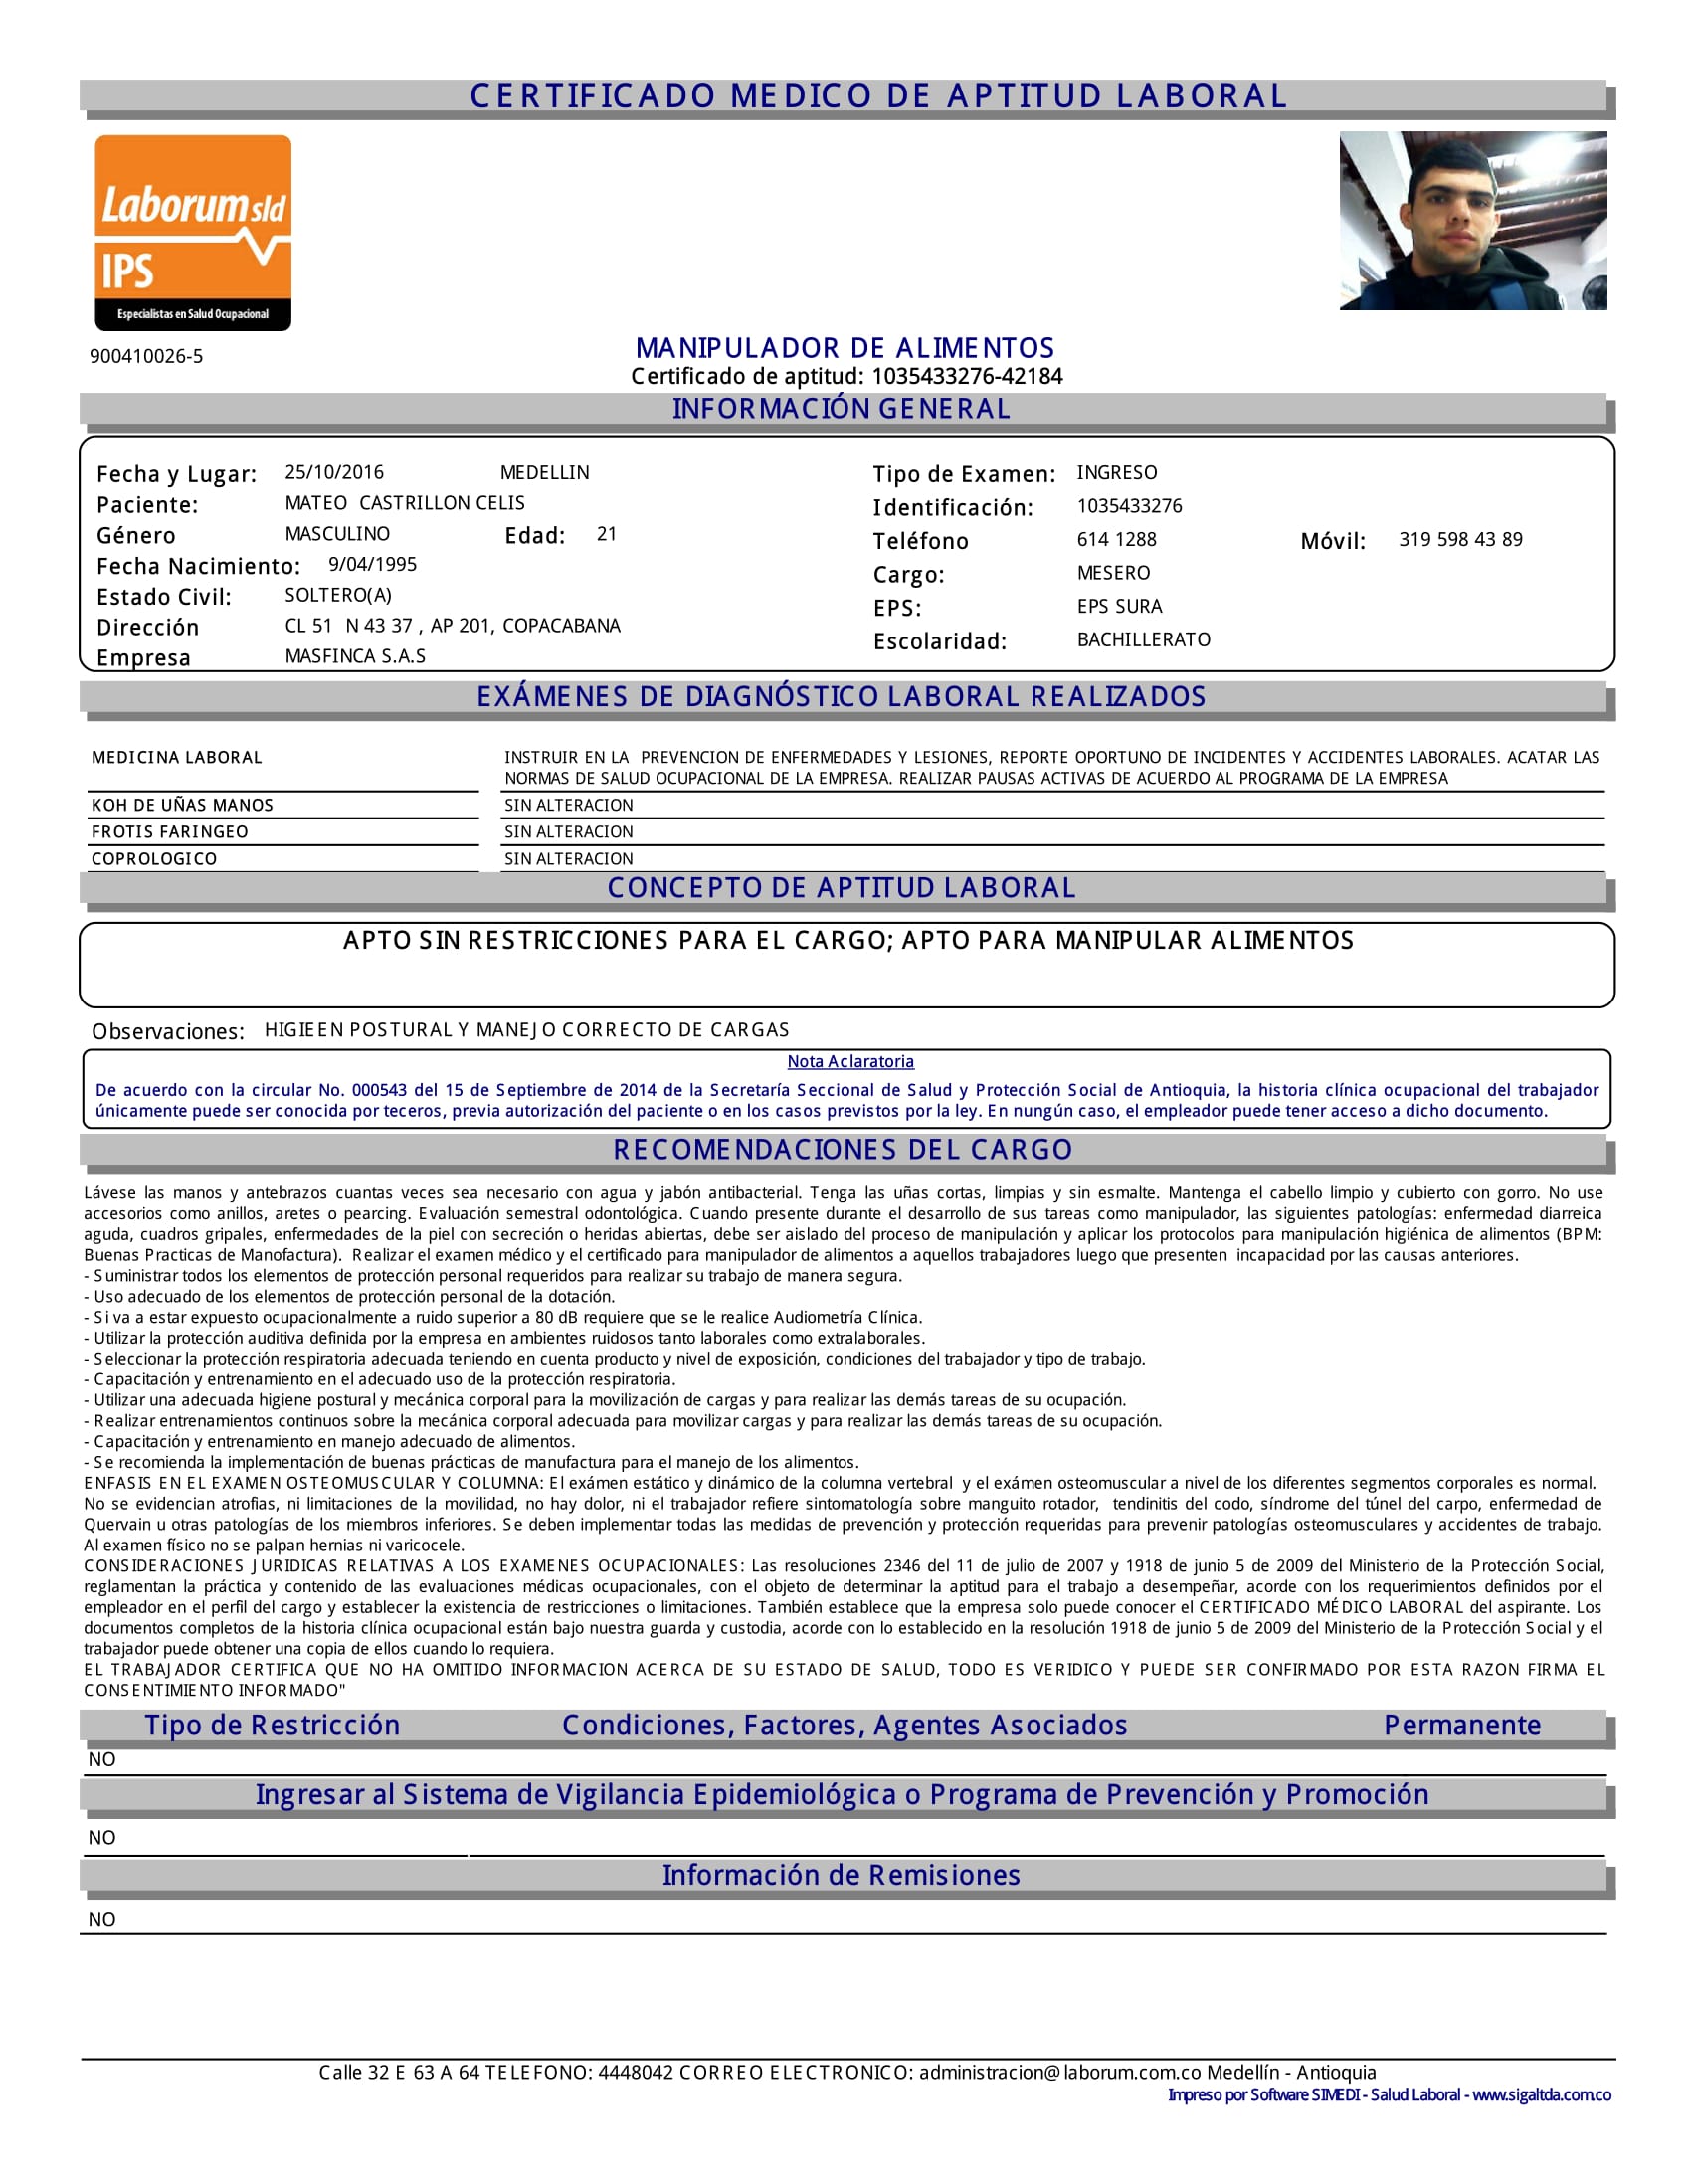 CERTIFICADO MEDICO DE APTITUD LABORAL
Laborum sld
IPS
Especialistas en Salud Ocupacional
900410026-5
MANIPULADOR DE ALIMENTOS
Certificado de aptitud: 1035433276-42184
INFORMACIÓN GENERAL
Fecha y Lugar: 25/10/2016 MEDELLIN Tipo de Examen: INGRESO
Paciente: MATEO CASTRILLON CELIS Identificación: 1035433276
Género MASCULINO Edad: 21 Teléfono 614 1288 Móvil: 319 598 43 89
Fecha Nacimiento: 9/04/1995 Cargo: MESERO
Estado Civil: SOLTERO(A) EPS: EPS SURA
Dirección CL 51 N 43 37 , AP 201, COPACABANA Escolaridad: BACHILLERATO
Empresa MASFINCA S.A.S
EXÁMENES DE DIAGNÓSTICO LABORAL REALIZADOS
MEDICINA LABORAL INSTRUIR EN LA PREVENCION DE ENFERMEDADES Y LESIONES, REPORTE OPORTUNO DE INCIDENTES Y ACCIDENTES LABORALES. ACATAR LAS
NORMAS DE SALUD OCUPACIONAL DE LA EMPRESA. REALIZAR PAUSAS ACTIVAS DE ACUERDO AL PROGRAMA DE LA EMPRESA
KOH DE UÑAS MANOS SIN ALTERACION
FROTIS FARINGEO SIN ALTERACION
COPROLOGICO SIN ALTERACION
CONCEPTO DE APTITUD LABORAL
APTO SIN RESTRICCIONES PARA EL CARGO; APTO PARA MANIPULAR ALIMENTOS
Observaciones: HIGIEEN POSTURAL Y MANEJO CORRECTO DE CARGAS
Nota Aclaratoria
De acuerdo con la circular No. 000543 del 15 de Septiembre de 2014 de la Secretaría Seccional de Salud y Protección Social de Antioquia, la historia clínica ocupacional del trabajador
únicamente puede ser conocida por teceros, previa autorización del paciente o en los casos previstos por la ley. En nungún caso, el empleador puede tener acceso a dicho documento.
RECOMENDACIONES DEL CARGO
Lávese las manos y antebrazos cuantas veces sea necesario con agua y jabón antibacterial. Tenga las uñas cortas, limpias y sin esmalte. Mantenga el cabello limpio y cubierto con gorro. No use
accesorios como anillos, aretes o pearcing. Evaluación semestral odontológica. Cuando presente durante el desarrollo de sus tareas como manipulador, las siguientes patologías: enfermedad diarreica
aguda, cuadros gripales, enfermedades de la piel con secreción o heridas abiertas, debe ser aislado del proceso de manipulación y aplicar los protocolos para manipulación higiénica de alimentos (BPM:
Buenas Practicas de Manofactura). Realizar el examen médico y el certificado para manipulador de alimentos a aquellos trabajadores luego que presenten incapacidad por las causas anteriores.
- Suministrar todos los elementos de protección personal requeridos para realizar su trabajo de manera segura.
- Uso adecuado de los elementos de protección personal de la dotación.
- Si va a estar expuesto ocupacionalmente a ruido superior a 80 dB requiere que se le realice Audiometría Clínica.
- Utilizar la protección auditiva definida por la empresa en ambientes ruidosos tanto laborales como extralaborales.
- Seleccionar la protección respiratoria adecuada teniendo en cuenta producto y nivel de exposición, condiciones del trabajador y tipo de trabajo.
- Capacitación y entrenamiento en el adecuado uso de la protección respiratoria.
- Utilizar una adecuada higiene postural y mecánica corporal para la movilización de cargas y para realizar las demás tareas de su ocupación.
- Realizar entrenamientos continuos sobre la mecánica corporal adecuada para movilizar cargas y para realizar las demás tareas de su ocupación.
- Capacitación y entrenamiento en manejo adecuado de alimentos.
- Se recomienda la implementación de buenas prácticas de manufactura para el manejo de los alimentos.
ENFASIS EN EL EXAMEN OSTEOMUSCULAR Y COLUMNA: El exámen estático y dinámico de la columna vertebral y el exámen osteomuscular a nivel de los diferentes segmentos corporales es normal.
No se evidencian atrofias, ni limitaciones de la movilidad, no hay dolor, ni el trabajador refiere sintomatología sobre manguito rotador, tendinitis del codo, síndrome del túnel del carpo, enfermedad de
Quervain u otras patologías de los miembros inferiores. Se deben implementar todas las medidas de prevención y protección requeridas para prevenir patologías osteomusculares y accidentes de trabajo.
Al examen físico no se palpan hernias ni varicocele.
CONSIDERACIONES JURIDICAS RELATIVAS A LOS EXAMENES OCUPACIONALES: Las resoluciones 2346 del 11 de julio de 2007 y 1918 de junio 5 de 2009 del Ministerio de la Protección Social,
reglamentan la práctica y contenido de las evaluaciones médicas ocupacionales, con el objeto de determinar la aptitud para el trabajo a desempeñar, acorde con los requerimientos definidos por el
empleador en el perfil del cargo y establecer la existencia de restricciones o limitaciones. También establece que la empresa solo puede conocer el CERTIFICADO MÉDICO LABORAL del aspirante. Los
documentos completos de la historia clínica ocupacional están bajo nuestra guarda y custodia, acorde con lo establecido en la resolución 1918 de junio 5 de 2009 del Ministerio de la Protección Social y el
trabajador puede obtener una copia de ellos cuando lo requiera.
EL TRABAJADOR CERTIFICA QUE NO HA OMITIDO INFORMACION ACERCA DE SU ESTADO DE SALUD, TODO ES VERIDICO Y PUEDE SER CONFIRMADO POR ESTA RAZON FIRMA EL
CONSENTIMIENTO INFORMADO"
Tipo de Restricción Condiciones, Factores, Agentes Asociados Permanente
NO
Ingresar al Sistema de Vigilancia Epidemiológica o Programa de Prevención y Promoción
NO
Información de Remisiones
NO
Calle 32 E 63 A 64 TELEFONO: 4448042 CORREO ELECTRONICO: administracion@laborum.com.co Medellín - Antioquia
Impreso por Software SIMEDI - Salud Laboral - www.sigaltda.com.co